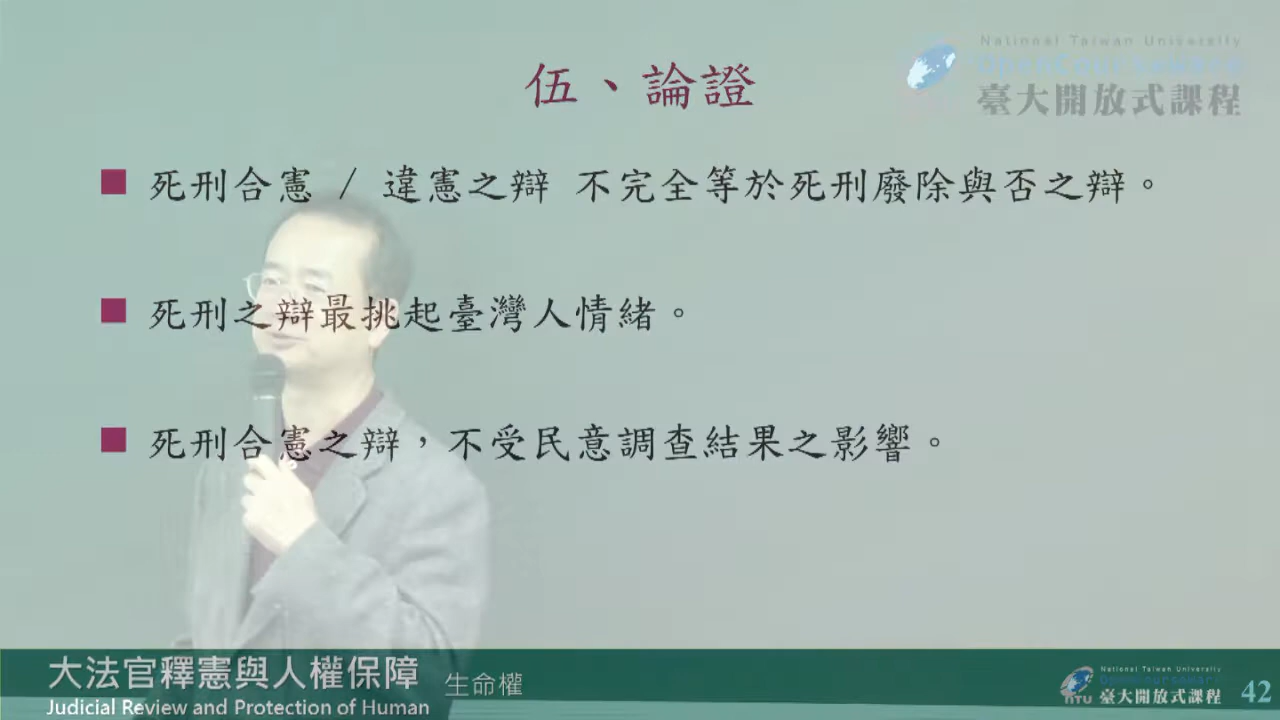 伍、論證
National Taiwan University
OpenCourseWare
臺大開放式課程
死刑合憲 / 違憲之辯 不完全等於死刑廢除與否之辯。
死刑之辯最挑起臺灣人情緒。
死刑合憲之辯，不受民意調查結果之影響。
大法官釋憲與人權保障 生命權
Judicial Review and Protection of Human
National Taiwan University
OpenCourseWare
NTU 臺大開放式課程
42